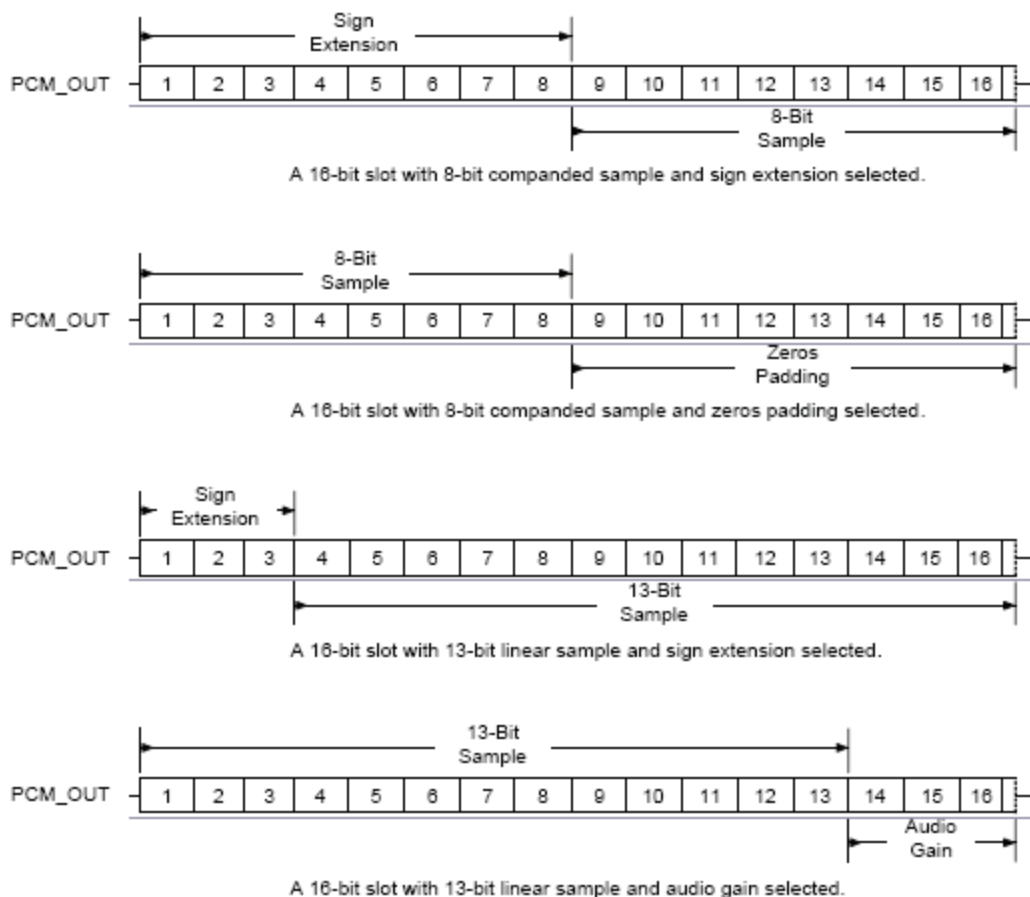 Sign
Extension
PCM_OUT 1 2 3 4 5 6 7 8 9 10 11 12 13 14 15 16
8-Bit
Sample
A 16-bit slot with 8-bit companded sample and sign extension selected.
8-Bit
Sample
PCM_OUT 1 2 3 4 5 6 7 8 9 10 11 12 13 14 15 16
Zeros
Padding
A 16-bit slot with 8-bit companded sample and zeros padding selected.
Sign
Extension
PCM_OUT 1 2 3 4 5 6 7 8 9 10 11 12 13 14 15 16
13-Bit
Sample
A 16-bit slot with 13-bit linear sample and sign extension selected.
13-Bit
Sample
PCM_OUT 1 2 3 4 5 6 7 8 9 10 11 12 13 14 15 16
Audio
Gain
A 16-bit slot with 13-bit linear sample and audio gain selected.